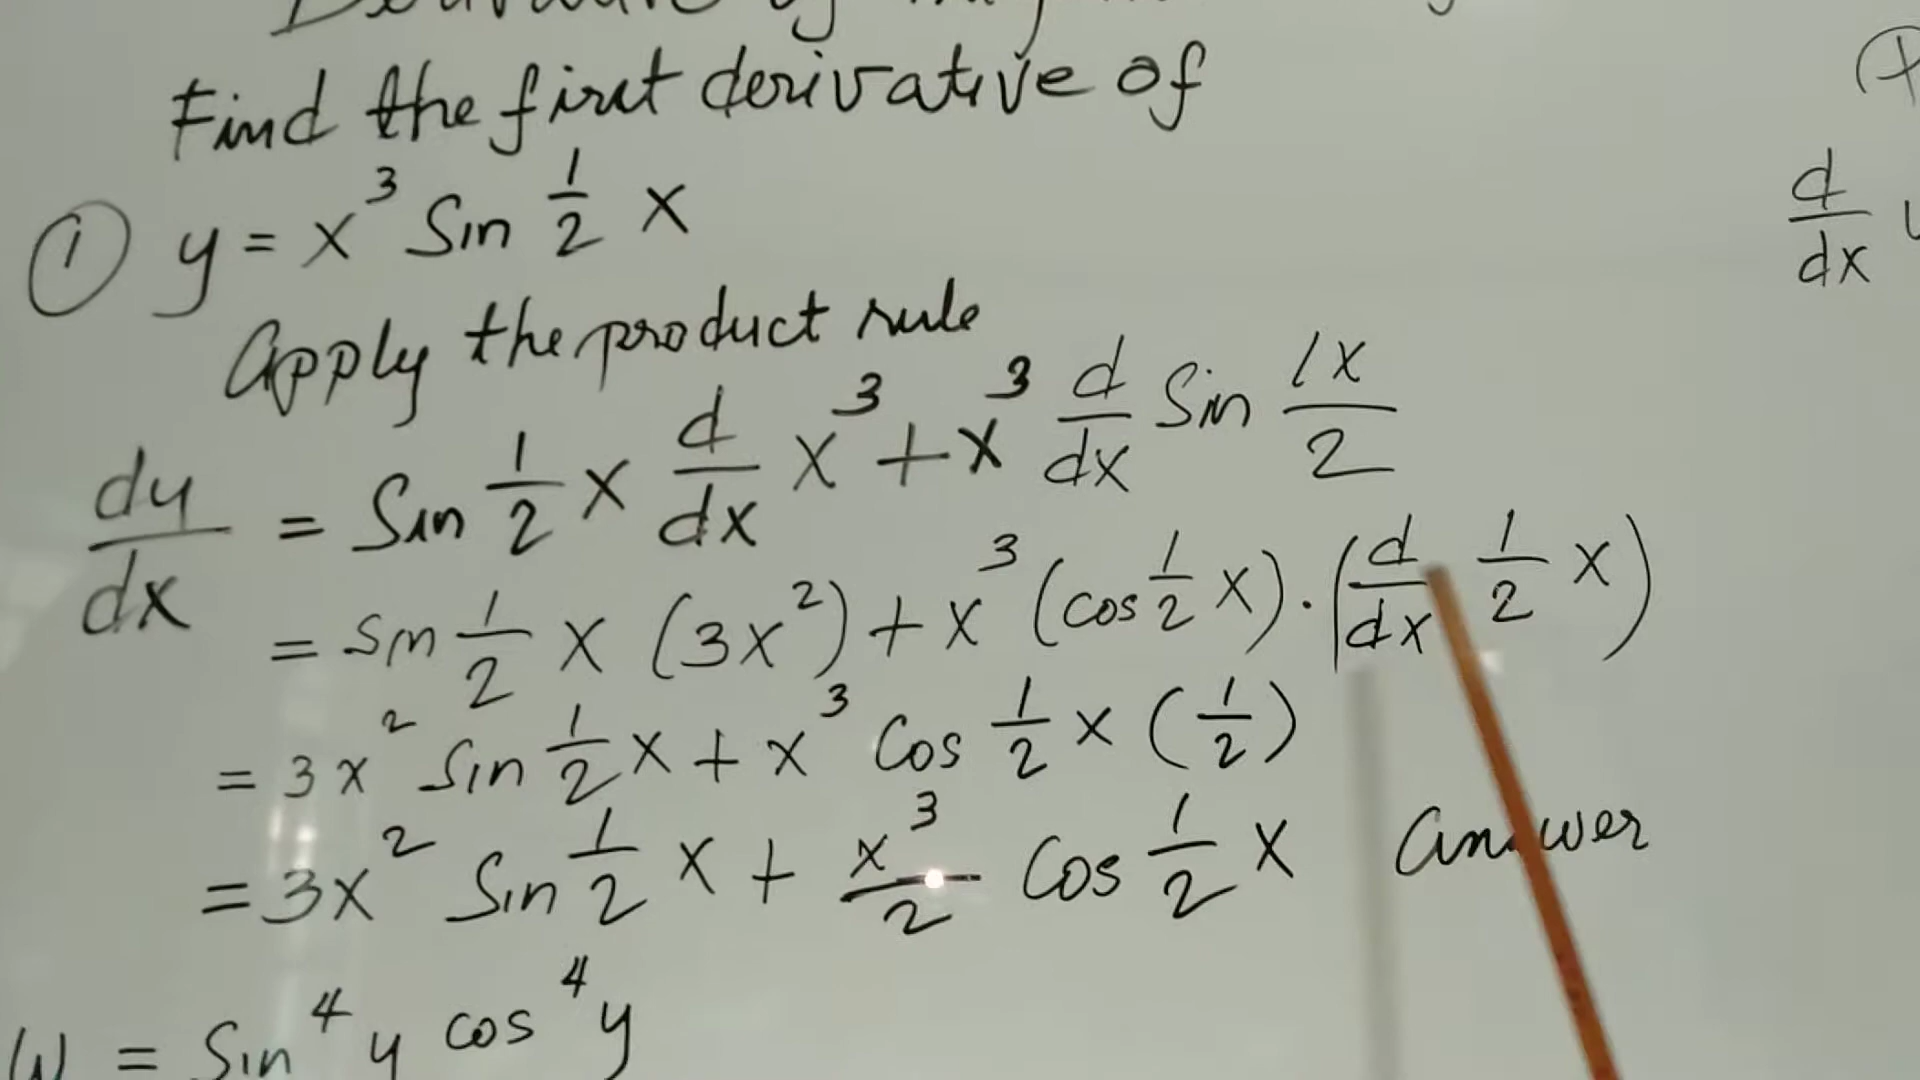 Find the first derivative of
① y = x³ Sin 1/2 x
Apply the product rule
dy/dx = Sin 1/2 x d/dx x³ + x³ d/dx Sin 1x/2
= Sin 1/2 x (3x²) + x³ (cos 1/2 x) · (d/dx 1/2 x)
= 3x² Sin 1/2 x + x³ Cos 1/2 x (1/2)
= 3x² Sin 1/2 x + x³/2 Cos 1/2 x Answer
= Sin⁴ y cos⁴ y
d/dx